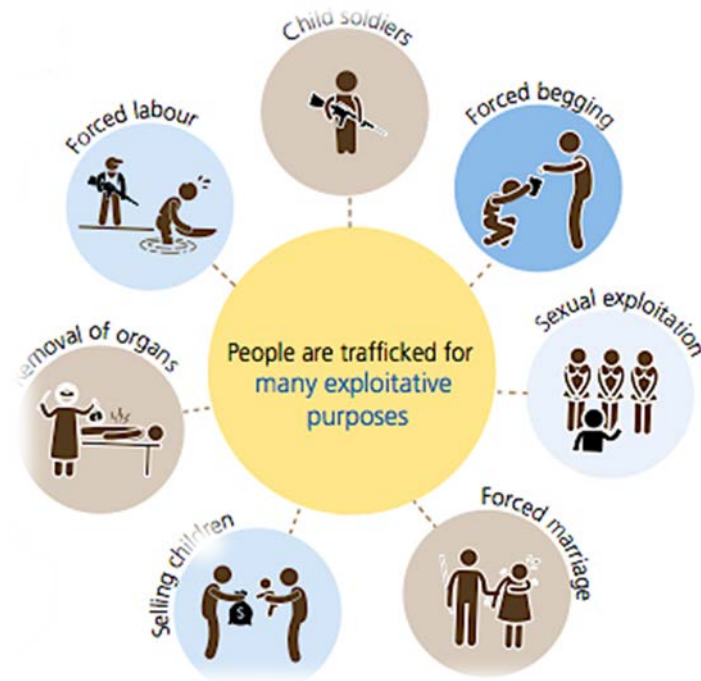 Child soldiers
Forced begging
Sexual exploitation
Forced marriage
Selling children
Removal of organs
Forced labour
People are trafficked for
many exploitative
purposes
$